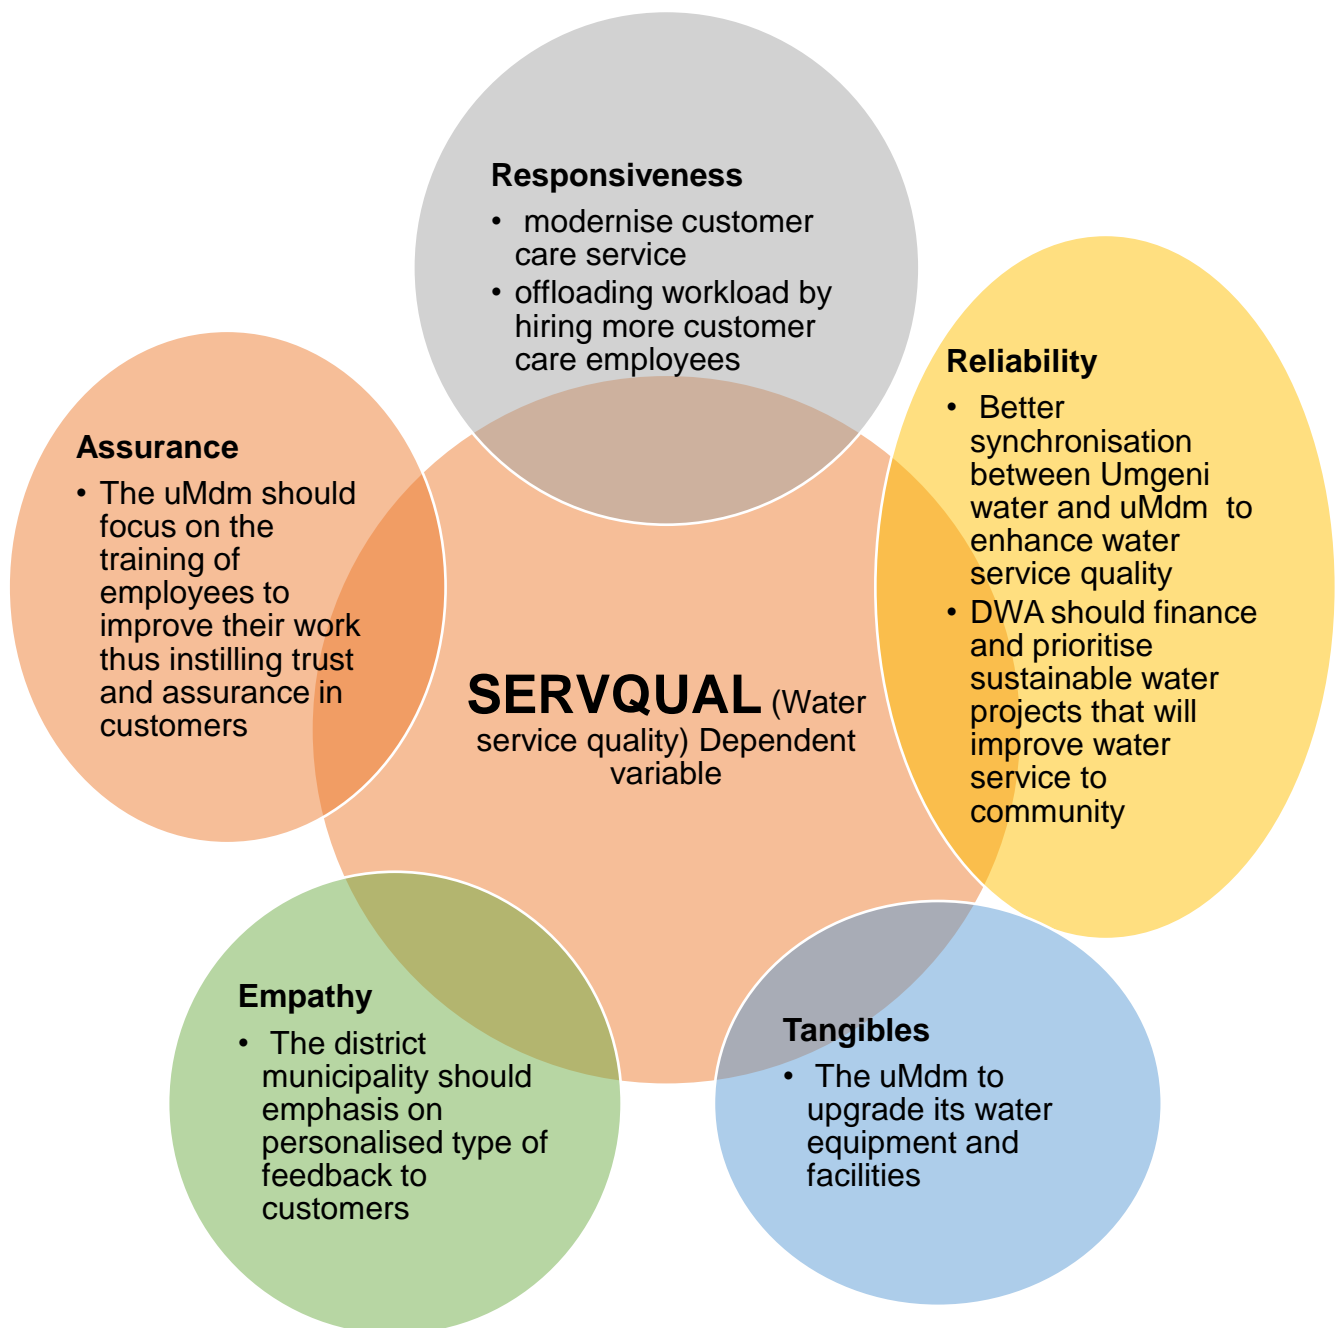 Responsiveness
• modernise customer
care service
• offloading workload by
hiring more customer
care employees
Reliability
• Better
synchronisation
between Umgeni
water and uMdm to
enhance water
service quality
• DWA should finance
and prioritise
sustainable water
projects that will
improve water
service to
community
Assurance
• The uMdm should
focus on the
training of
employees to
improve their work
thus instilling trust
and assurance in
customers
SERVQUAL (Water
service quality) Dependent
variable
Empathy
• The district
municipality should
emphasis on
personalised type of
feedback to
customers
Tangibles
• The uMdm to
upgrade its water
equipment and
facilities